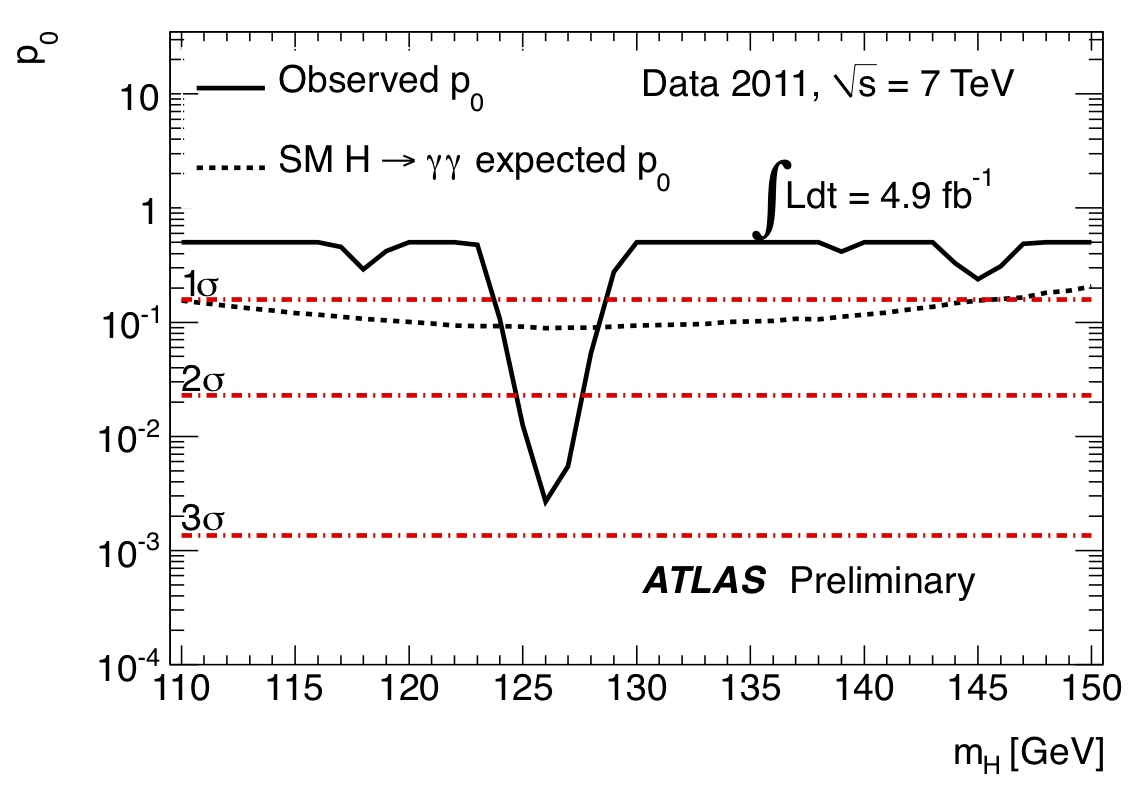 p₀
Observed p₀
Data 2011, √s = 7 TeV
SM H → γγ expected p₀
∫Ldt = 4.9 fb⁻¹
10
1
10⁻¹
10⁻²
10⁻³
10⁻⁴
1σ
2σ
3σ
ATLAS Preliminary
110 115 120 125 130 135 140 145 150
m_H [GeV]